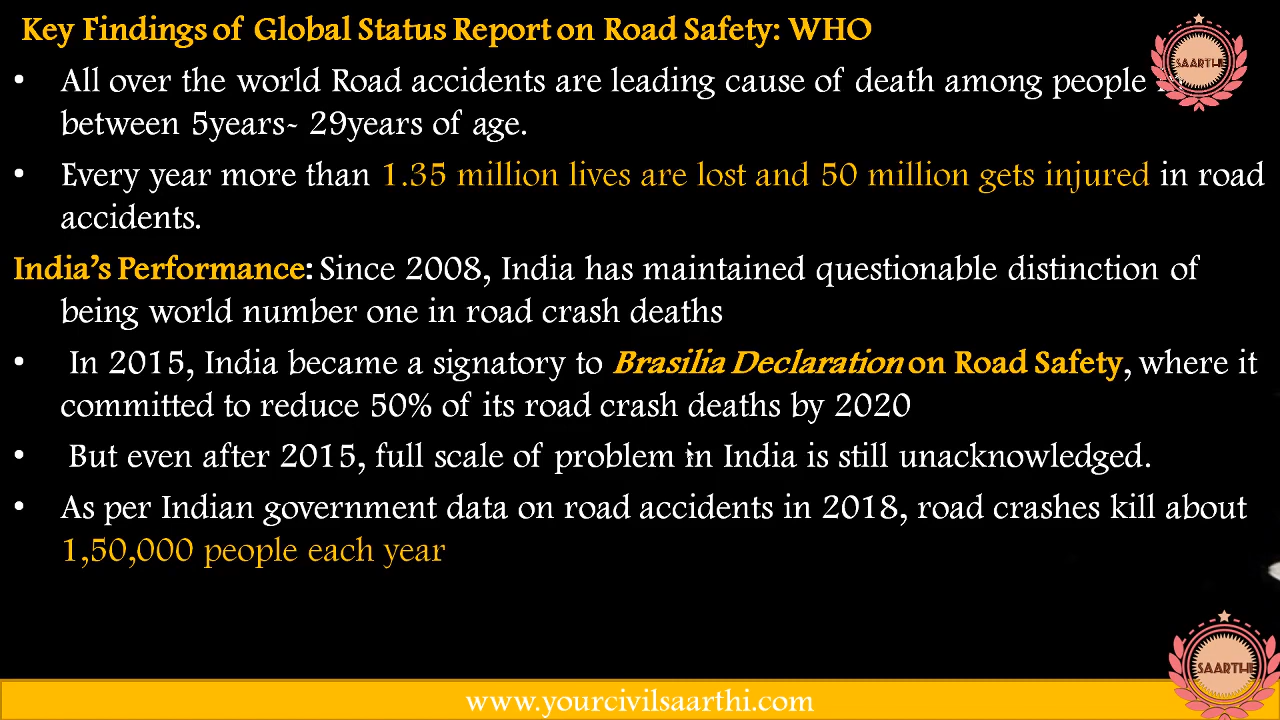 Key Findings of Global Status Report on Road Safety: WHO
SAARTHI
• All over the world Road accidents are leading cause of death among people
between 5years- 29years of age.
• Every year more than 1.35 million lives are lost and 50 million gets injured in road
accidents.
India's Performance: Since 2008, India has maintained questionable distinction of
being world number one in road crash deaths
• In 2015, India became a signatory to Brasilia Declaration on Road Safety, where it
committed to reduce 50% of its road crash deaths by 2020
• But even after 2015, full scale of problem in India is still unacknowledged.
• As per Indian government data on road accidents in 2018, road crashes kill about
1,50,000 people each year
SAARTHI
www.yourcivilsaarthi.com